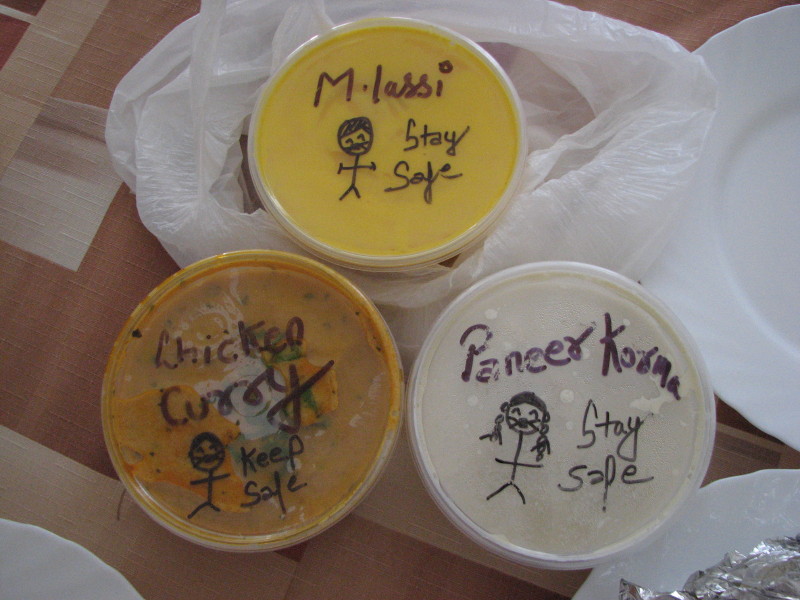 M.lassi
Stay
Safe
Chicken
Curry
Keep
Safe
Paneer Korma
Stay
Safe